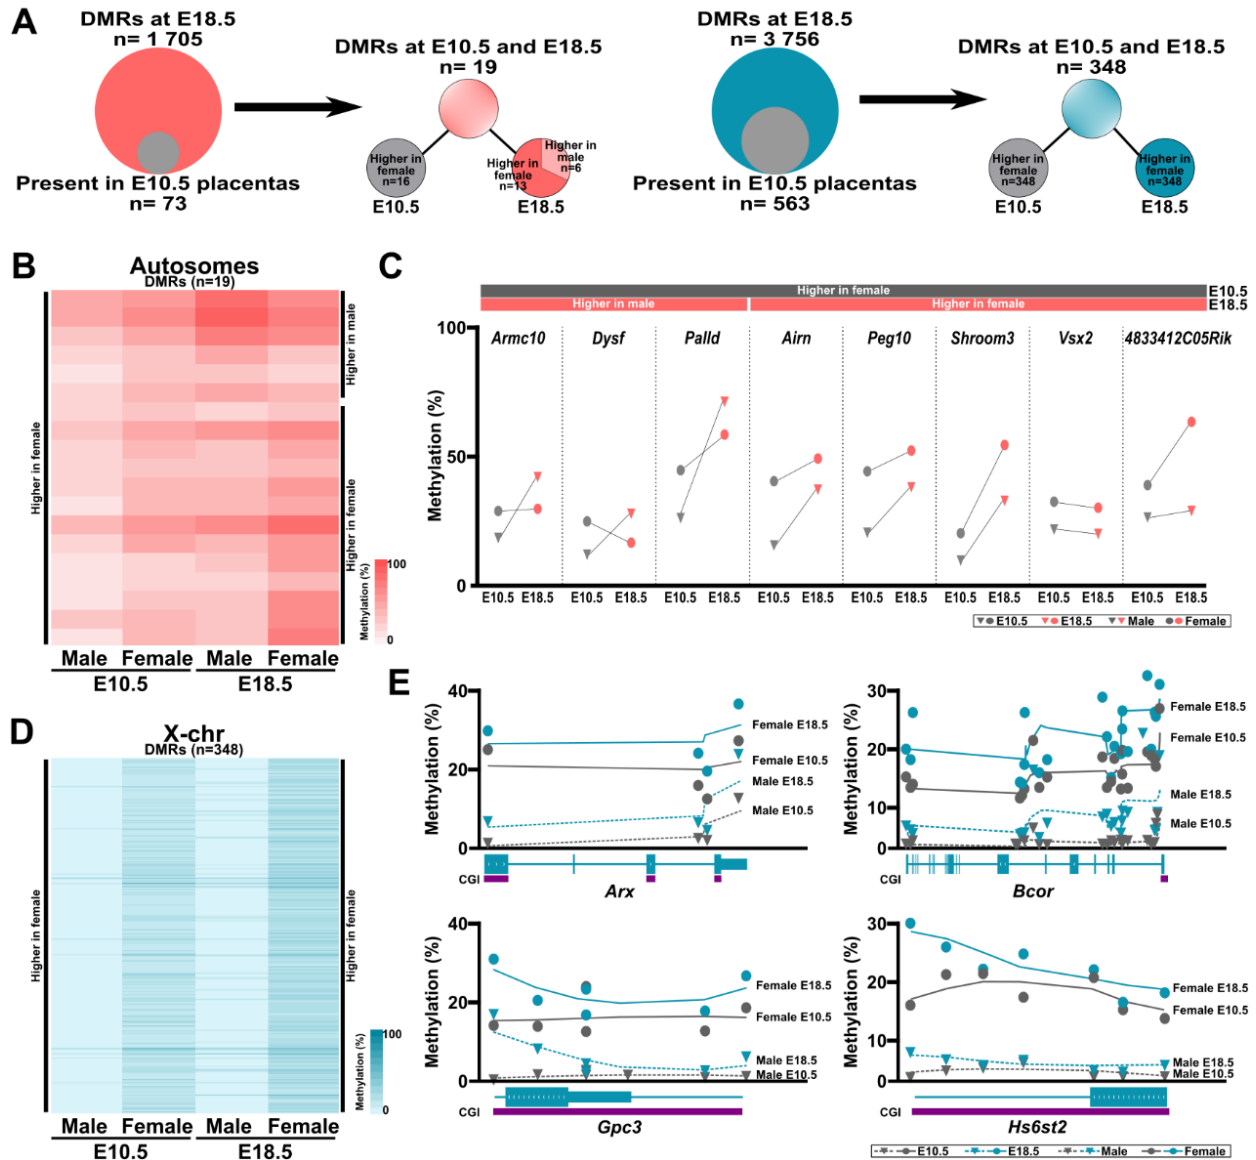 A
DMRs at E18.5
n= 1 705
Present in E10.5 placentas
n= 73
DMRs at E10.5 and E18.5
n= 19
Higher in
female
n=16
E10.5
Higher in
female
n=13
Higher in
male
n=6
E18.5
DMRs at E18.5
n= 3 756
Present in E10.5 placentas
n= 563
DMRs at E10.5 and E18.5
n= 348
Higher in
female
n=348
E10.5
Higher in
female
n=348
E18.5
B
Autosomes
DMRs (n=19)
Higher in female
Higher in male
Higher in female
Methylation (%)
100
0
Male Female Male Female
E10.5 E18.5
C
Higher in female E10.5
Higher in male Higher in female E18.5
Methylation (%)
100
50
0
Armc10 Dysf Palld Airn Peg10 Shroom3 Vsx2 4833412C05Rik
E10.5 E18.5 E10.5 E18.5 E10.5 E18.5 E10.5 E18.5 E10.5 E18.5 E10.5 E18.5 E10.5 E18.5 E10.5 E18.5
E10.5 E18.5 Male Female
D
X-chr
DMRs (n=348)
Higher in female
Higher in female
Methylation (%)
100
0
Male Female Male Female
E10.5 E18.5
E
Methylation (%)
40
20
0
Female E18.5
Female E10.5
Male E18.5
Male E10.5
CGI
Arx
Methylation (%)
30
20
10
0
Female E18.5
Female E10.5
Male E18.5
Male E10.5
CGI
Bcor
Methylation (%)
40
20
0
Female E18.5
Female E10.5
Male E18.5
Male E10.5
CGI
Gpc3
Methylation (%)
30
20
10
0
Female E18.5
Female E10.5
Male E18.5
Male E10.5
CGI
Hs6st2
E10.5 E18.5 Male Female